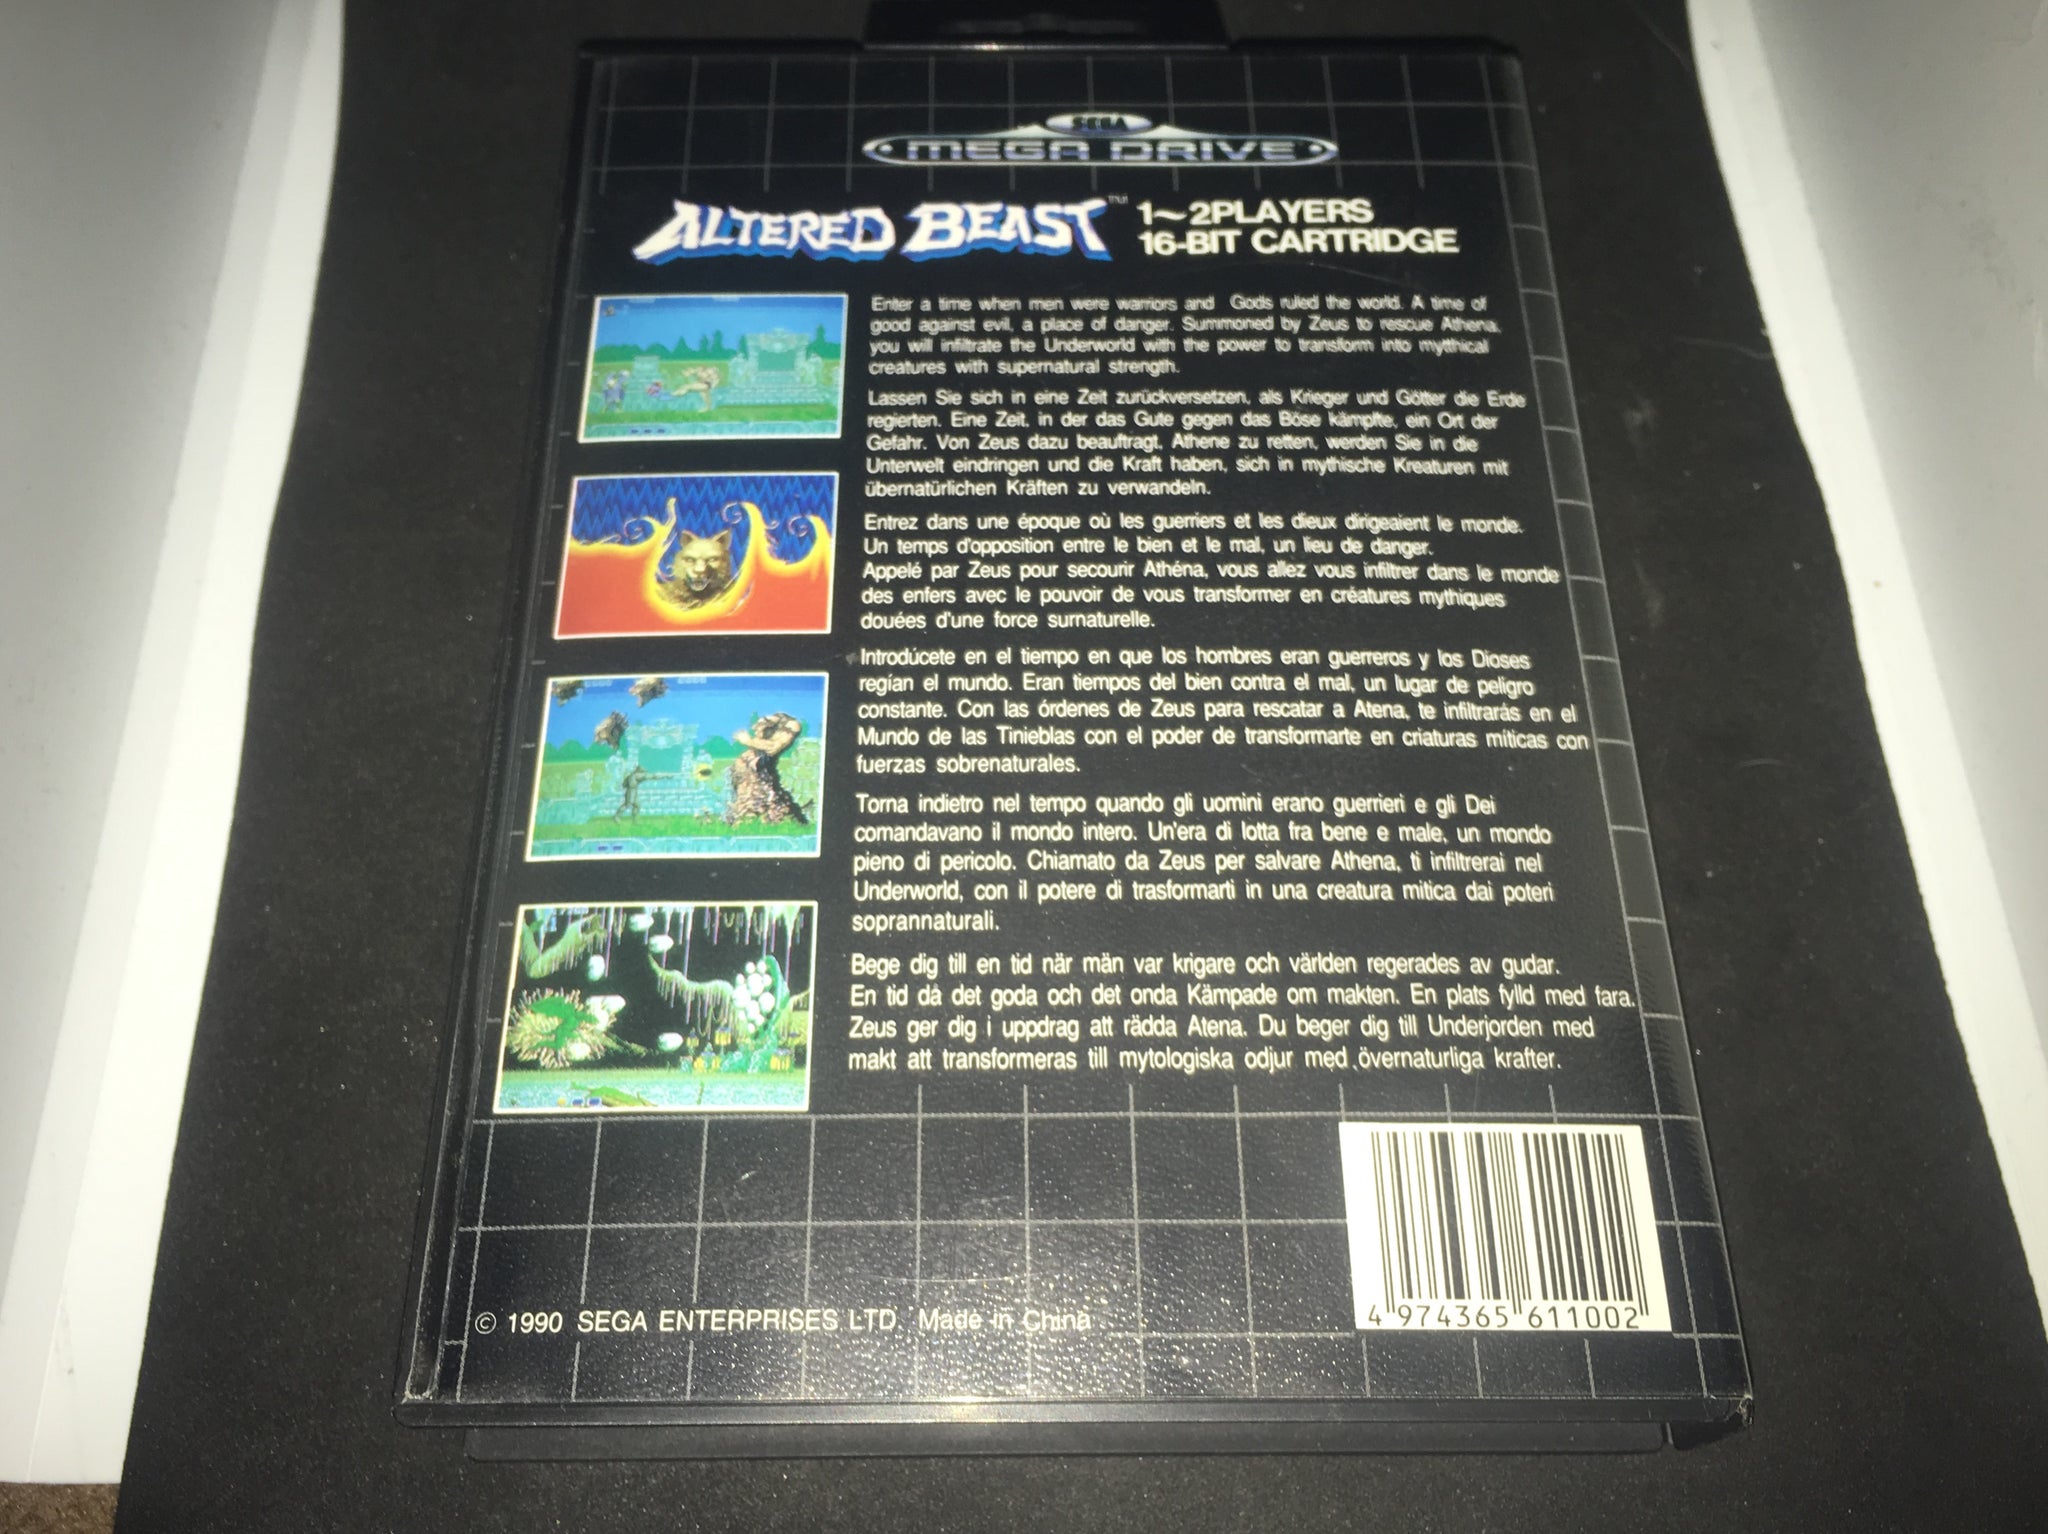 SEGA
MEGA DRIVE
ALTERED BEAST™ 1~2PLAYERS
16-BIT CARTRIDGE
Enter a time when men were warriors and Gods ruled the world. A time of
good against evil, a place of danger. Summoned by Zeus to rescue Athena,
you will infiltrate the Underworld with the power to transform into mythical
creatures with supernatural strength.
Lassen Sie sich in eine Zeit zurückversetzen, als Krieger und Götter die Erde
regierten. Eine Zeit, in der das Gute gegen das Böse kämpfte, ein Ort der
Gefahr. Von Zeus dazu beauftragt, Athene zu retten, werden Sie in die
Unterwelt eindringen und die Kraft haben, sich in mythische Kreaturen mit
übernatürlichen Kräften zu verwandeln.
Entrez dans une époque où les guerriers et les dieux dirigeaient le monde.
Un temps d'opposition entre le bien et le mal, un lieu de danger.
Appelé par Zeus pour secourir Athéna, vous allez vous infiltrer dans le monde
des enfers avec le pouvoir de vous transformer en créatures mythiques
douées d'une force surnaturelle.
Introdúcete en el tiempo en que los hombres eran guerreros y los Dioses
regían el mundo. Eran tiempos del bien contra el mal, un lugar de peligro
constante. Con las órdenes de Zeus para rescatar a Atena, te infiltrarás en el
Mundo de las Tinieblas con el poder de transformarte en criaturas míticas con
fuerzas sobrenaturales.
Torna indietro nel tempo quando gli uomini erano guerrieri e gli Dei
comandavano il mondo intero. Un'era di lotta fra bene e male, un mondo
pieno di pericolo. Chiamato da Zeus per salvare Athena, ti infiltrerai nel
Underworld, con il potere di trasformarti in una creatura mitica dai poteri
soprannaturali.
Bege dig till en tid när män var krigare och världen regerades av gudar.
En tid då det goda och det onda Kämpade om makten. En plats fylld med fara.
Zeus ger dig i uppdrag att rädda Atena. Du beger dig till Underjorden med
makt att transformeras till mytologiska odjur med övernaturliga krafter.
© 1990 SEGA ENTERPRISES LTD. Made in China
4 974365 611002